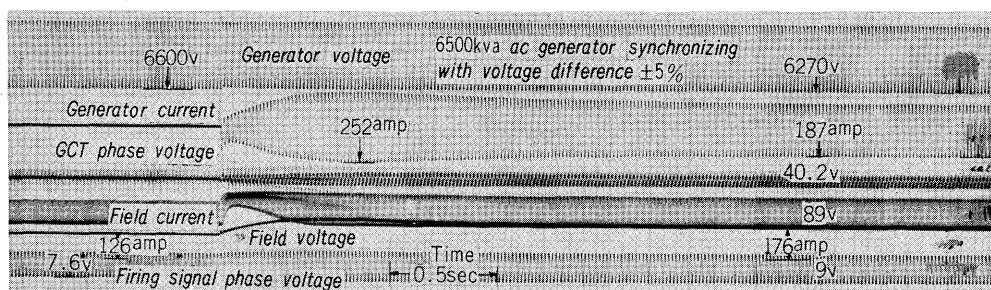 6600v
Generator voltage
6500kva ac generator synchronizing
with voltage difference ±5%
6270v
Generator current
252amp
187amp
GCT phase voltage
40.2v
Field current
89v
126amp
Field voltage
176amp
7.6v
Time
0.5sec
9v
Firing signal phase voltage